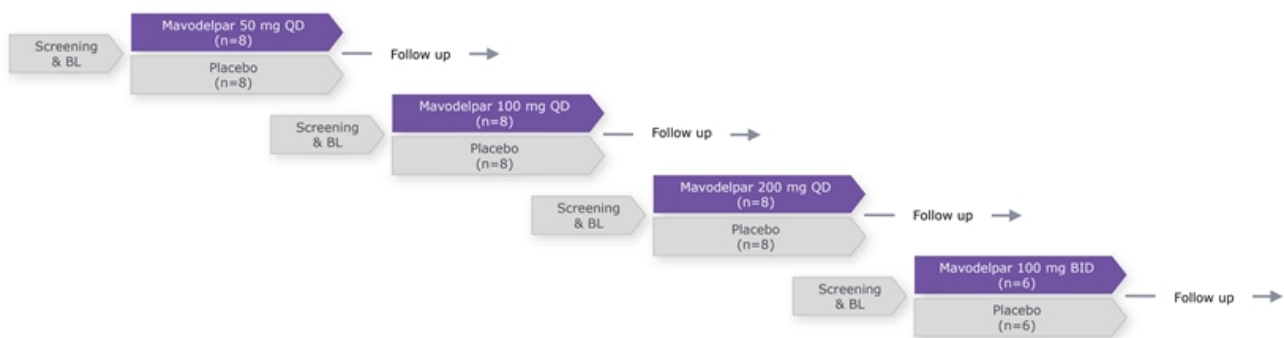 Screening
& BL
Mavodelpar 50 mg QD
(n=8)
Placebo
(n=8)
Follow up
Screening
& BL
Mavodelpar 100 mg QD
(n=8)
Placebo
(n=8)
Follow up
Screening
& BL
Mavodelpar 200 mg QD
(n=8)
Placebo
(n=8)
Follow up
Screening
& BL
Mavodelpar 100 mg BID
(n=6)
Placebo
(n=6)
Follow up